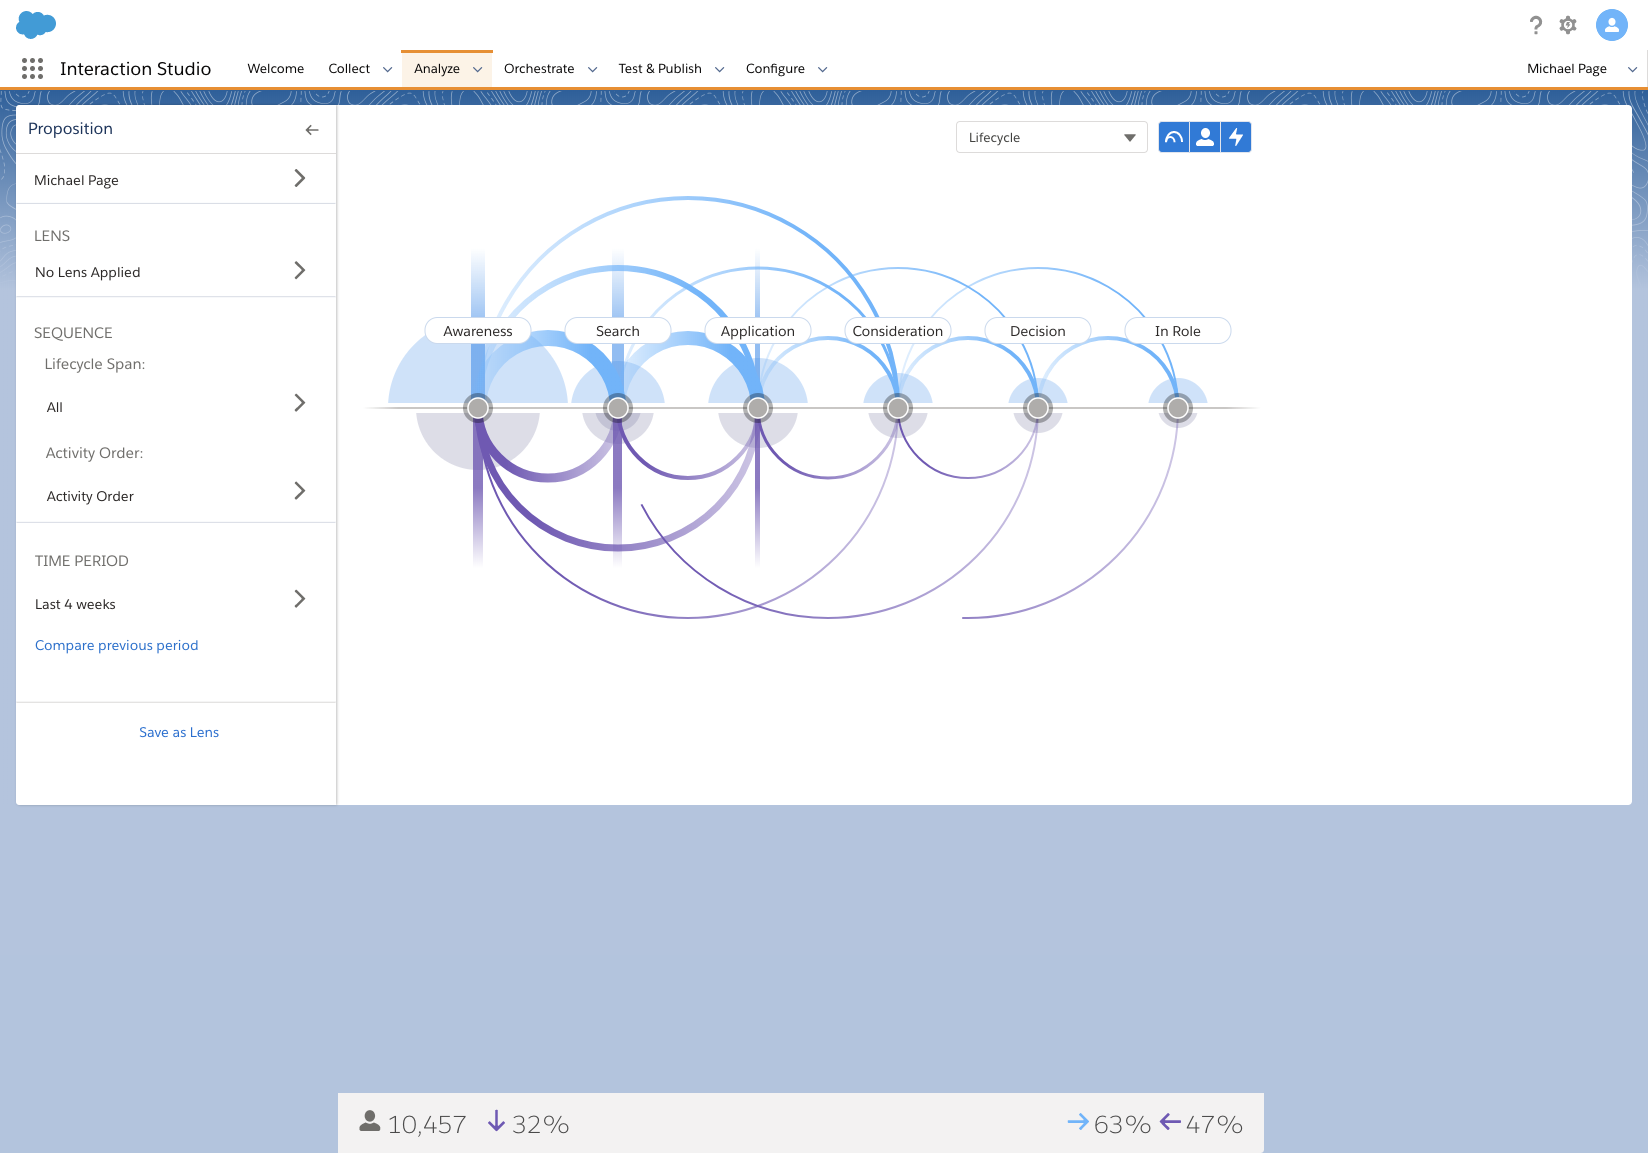 Interaction Studio
Welcome
Collect
Analyze
Orchestrate
Test & Publish
Configure
Michael Page
Proposition
Michael Page
LENS
No Lens Applied
SEQUENCE
Lifecycle Span:
All
Activity Order:
Activity Order
TIME PERIOD
Last 4 weeks
Compare previous period
Save as Lens
Lifecycle
Awareness
Search
Application
Consideration
Decision
In Role
10,457
32%
63%
47%